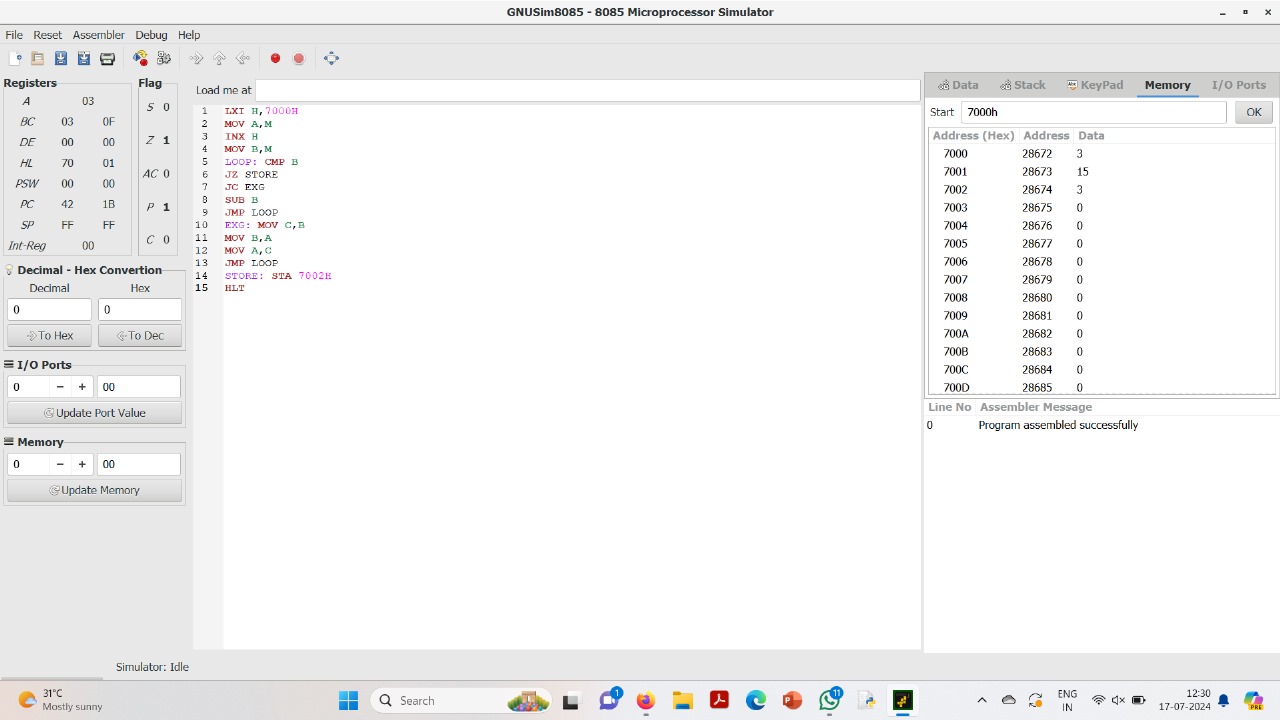 GNUSim8085 - 8085 Microprocessor Simulator
File Reset Assembler Debug Help
Registers
A 03
BC 03 0F
DE 00 00
HL 70 01
PSW 00 00
PC 42 1B
SP FF FF
Int-Reg 00
Flag
S 0
Z 1
AC 0
P 1
C 0
Decimal - Hex Convertion
Decimal Hex
0 0
To Hex To Dec
I/O Ports
0 − + 00
Update Port Value
Memory
0 − + 00
Update Memory
Load me at
1 LXI H,7000H
2 MOV A,M
3 INX H
4 MOV B,M
5 LOOP: CMP B
6 JZ STORE
7 JC EXG
8 SUB B
9 JMP LOOP
10 EXG: MOV C,B
11 MOV B,A
12 MOV A,C
13 JMP LOOP
14 STORE: STA 7002H
15 HLT
Data Stack KeyPad Memory I/O Ports
Start 7000h OK
Address (Hex) Address Data
7000 28672 3
7001 28673 15
7002 28674 3
7003 28675 0
7004 28676 0
7005 28677 0
7006 28678 0
7007 28679 0
7008 28680 0
7009 28681 0
700A 28682 0
700B 28683 0
700C 28684 0
700D 28685 0
Line No Assembler Message
0 Program assembled successfully
Simulator: Idle
31°C
Mostly sunny
Search
1
11
ENG
IN
12:30
17-07-2024
PRE